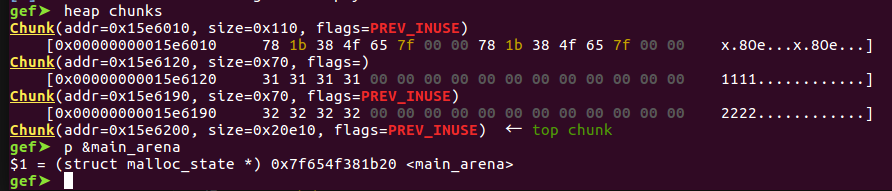 gef➤  heap chunks
Chunk(addr=0x15e6010, size=0x110, flags=PREV_INUSE)
    [0x00000000015e6010     78 1b 38 4f 65 7f 00 00 78 1b 38 4f 65 7f 00 00    x.8Oe...x.8Oe...]
Chunk(addr=0x15e6120, size=0x70, flags=)
    [0x00000000015e6120     31 31 31 31 00 00 00 00 00 00 00 00 00 00 00 00    1111............]
Chunk(addr=0x15e6190, size=0x70, flags=PREV_INUSE)
    [0x00000000015e6190     32 32 32 32 00 00 00 00 00 00 00 00 00 00 00 00    2222............]
Chunk(addr=0x15e6200, size=0x20e10, flags=PREV_INUSE)  ← top chunk
gef➤  p &main_arena
$1 = (struct malloc_state *) 0x7f654f381b20 <main_arena>
gef➤